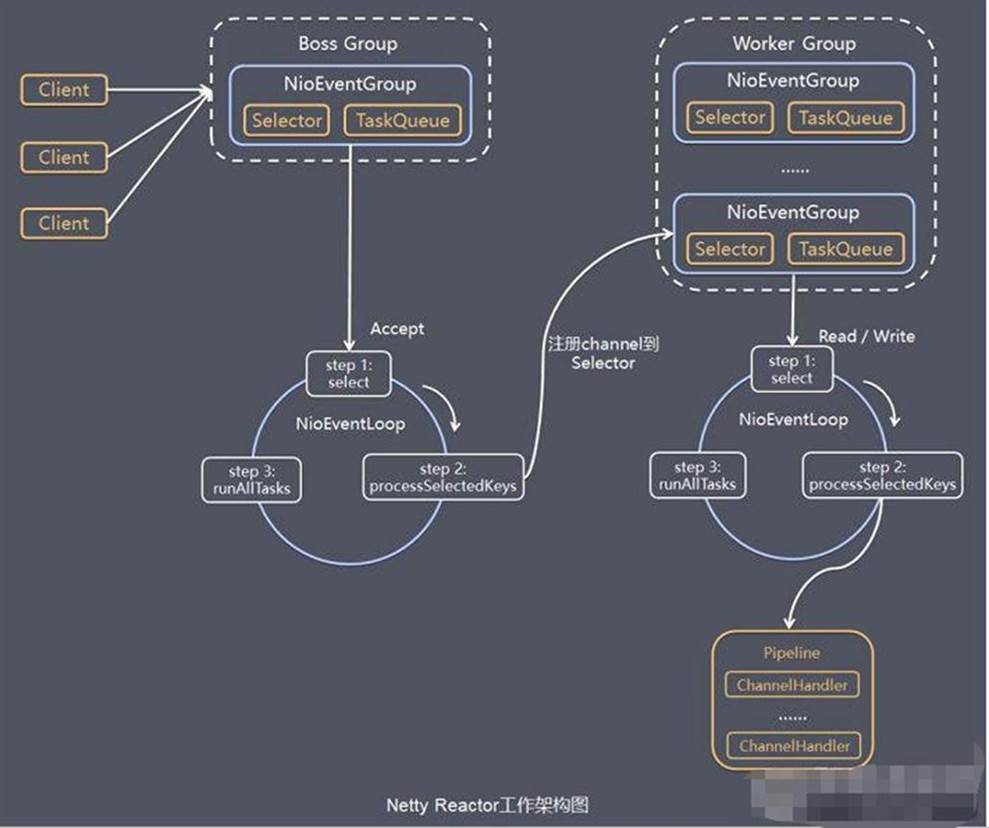 Boss Group
NioEventGroup
Selector
TaskQueue
Client
Client
Client
Worker Group
NioEventGroup
Selector
TaskQueue
......
NioEventGroup
Selector
TaskQueue
Accept
step 1:
select
NioEventLoop
step 2:
processSelectedKeys
step 3:
runAllTasks
注册channel到
Selector
Read / Write
step 1:
select
NioEventLoop
step 2:
processSelectedKeys
step 3:
runAllTasks
Pipeline
ChannelHandler
......
ChannelHandler
Netty Reactor工作架构图